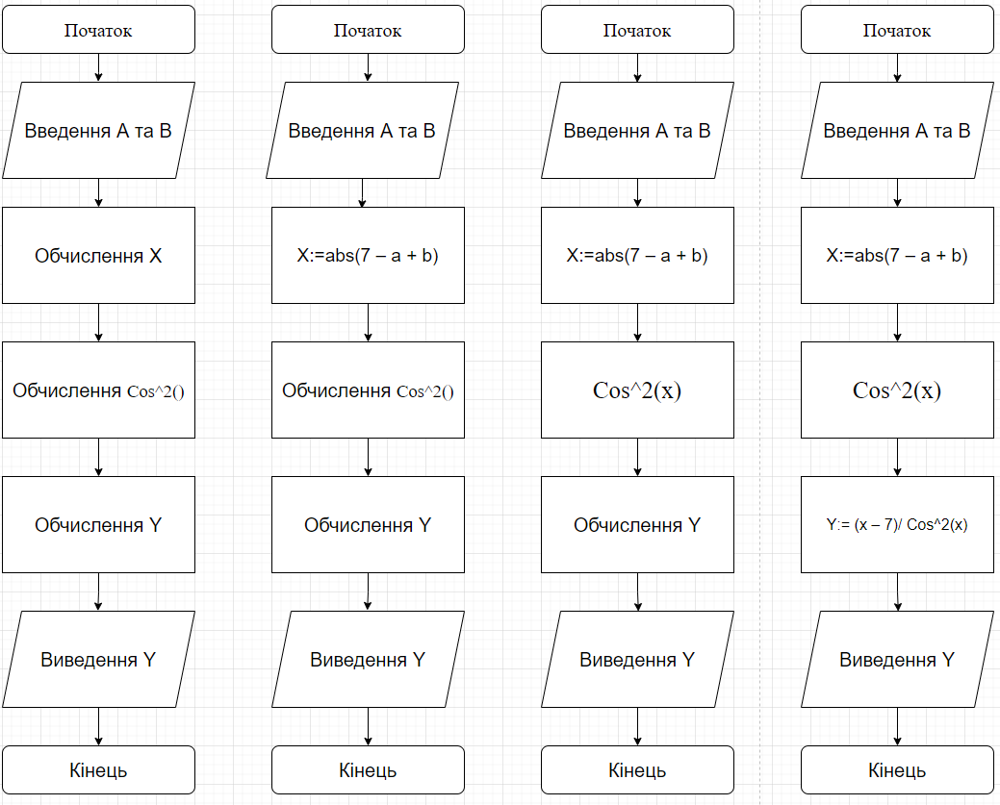 Початок
Введення А та В
Обчислення X
Обчислення Cos^2()
Обчислення Y
Виведення Y
Кінець
Початок
Введення А та В
X:=abs(7 – a + b)
Обчислення Cos^2()
Обчислення Y
Виведення Y
Кінець
Початок
Введення А та В
X:=abs(7 – a + b)
Cos^2(x)
Обчислення Y
Виведення Y
Кінець
Початок
Введення А та В
X:=abs(7 – a + b)
Cos^2(x)
Y:= (x – 7)/ Cos^2(x)
Виведення Y
Кінець